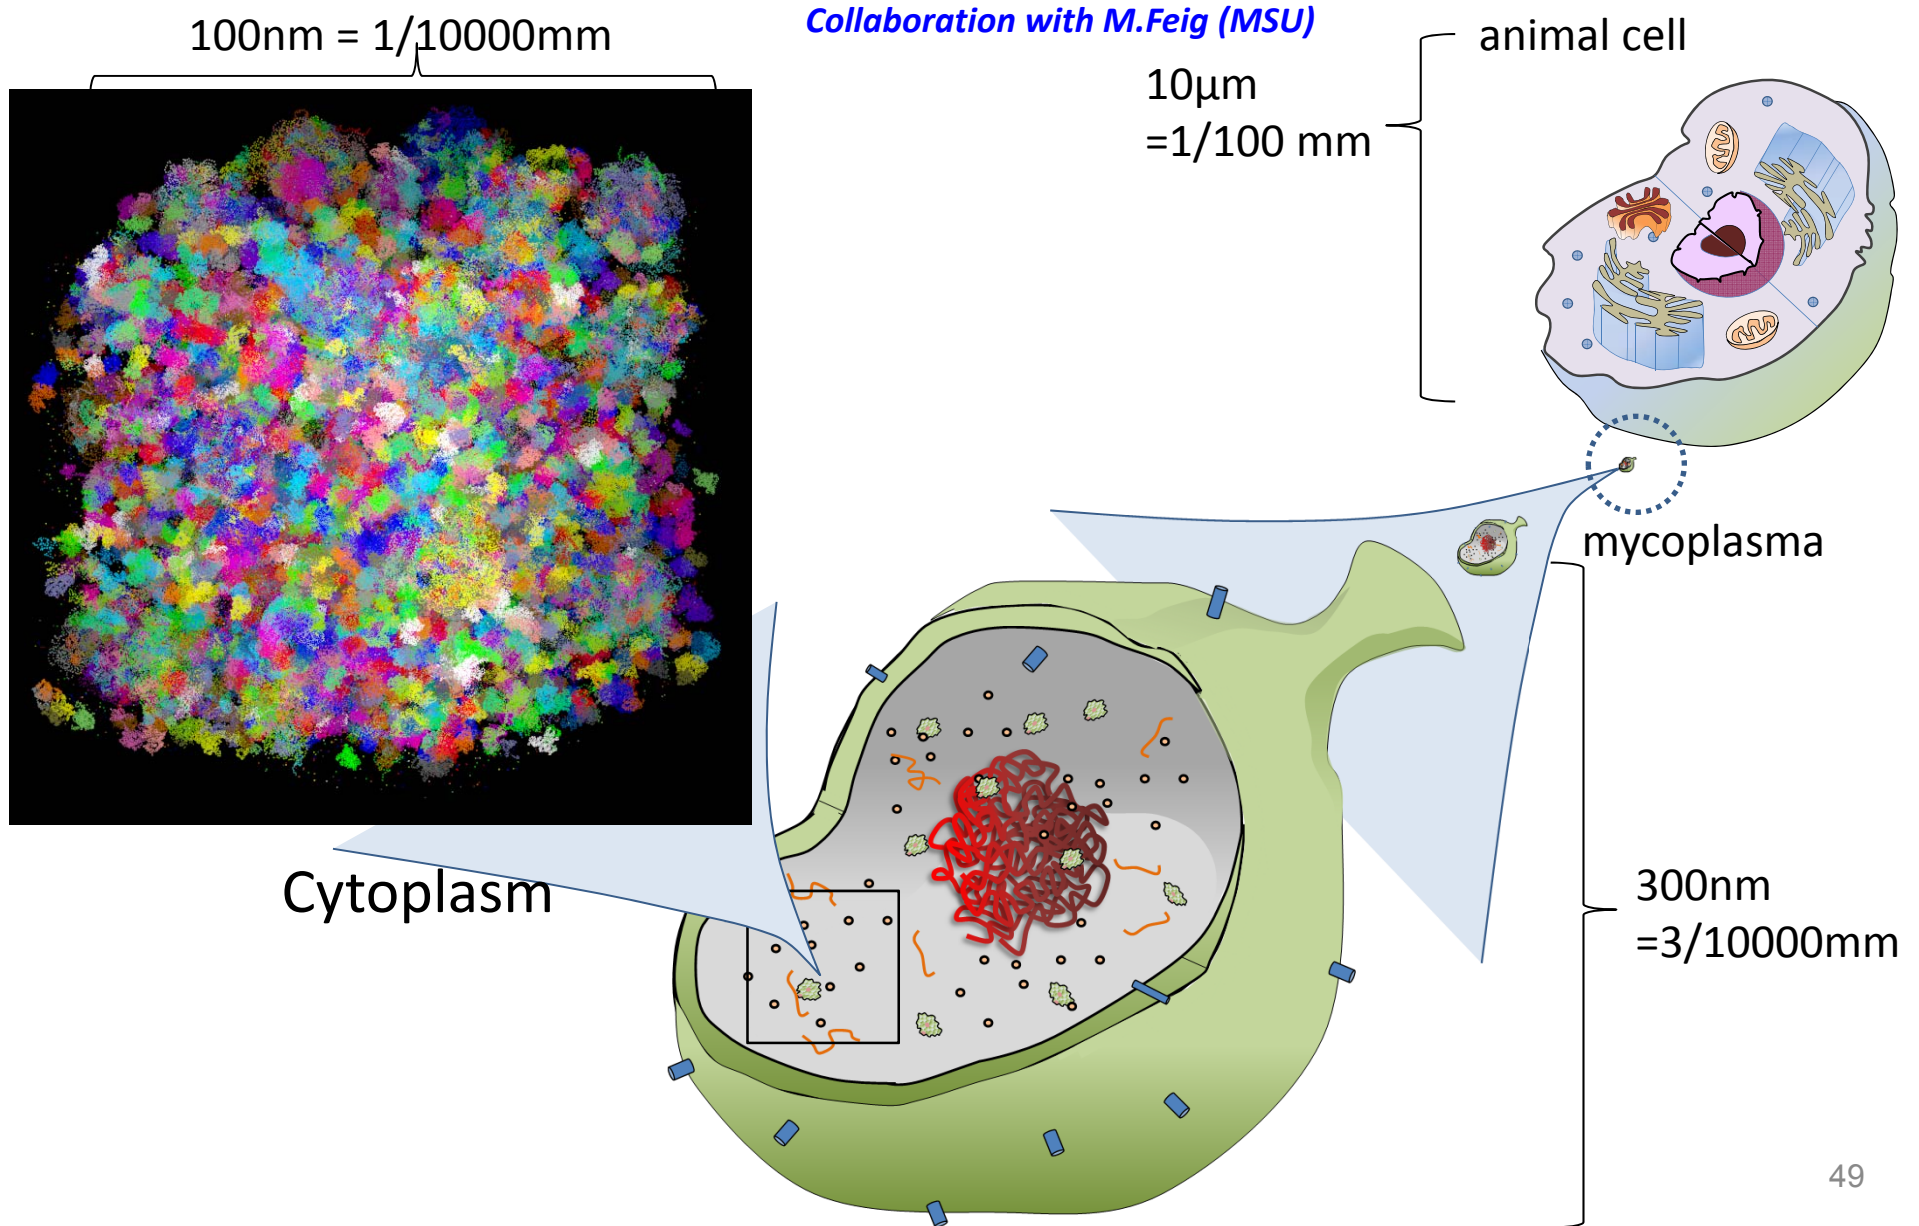 Collaboration with M.Feig (MSU)
100nm = 1/10000mm
animal cell
10µm
=1/100 mm
mycoplasma
Cytoplasm
300nm
=3/10000mm
49